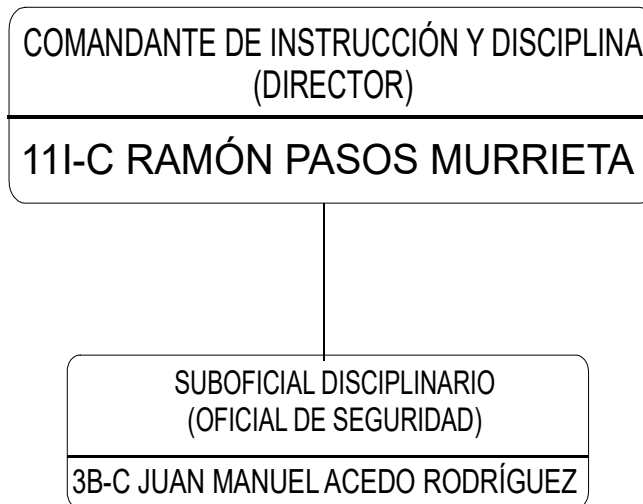 COMANDANTE DE INSTRUCCIÓN Y DISCIPLINA
(DIRECTOR)
11I-C RAMÓN PASOS MURRIETA
SUBOFICIAL DISCIPLINARIO
(OFICIAL DE SEGURIDAD)
3B-C JUAN MANUEL ACEDO RODRÍGUEZ